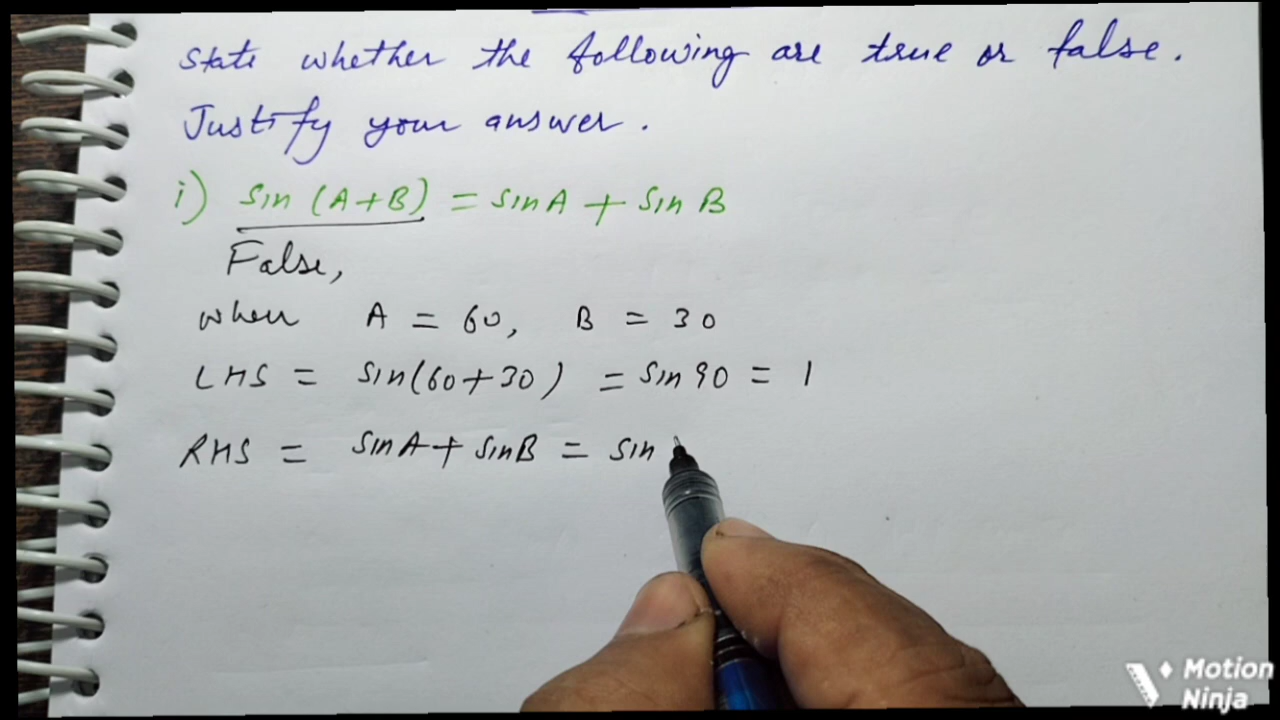 State whether the following are true or false.
Justify your answer.
i) Sin (A+B) = sinA + sin B
False,
when A = 60, B = 30
LHS = sin(60+30) = sin 90 = 1
RHS = sinA + sinB = sin
Motion
Ninja